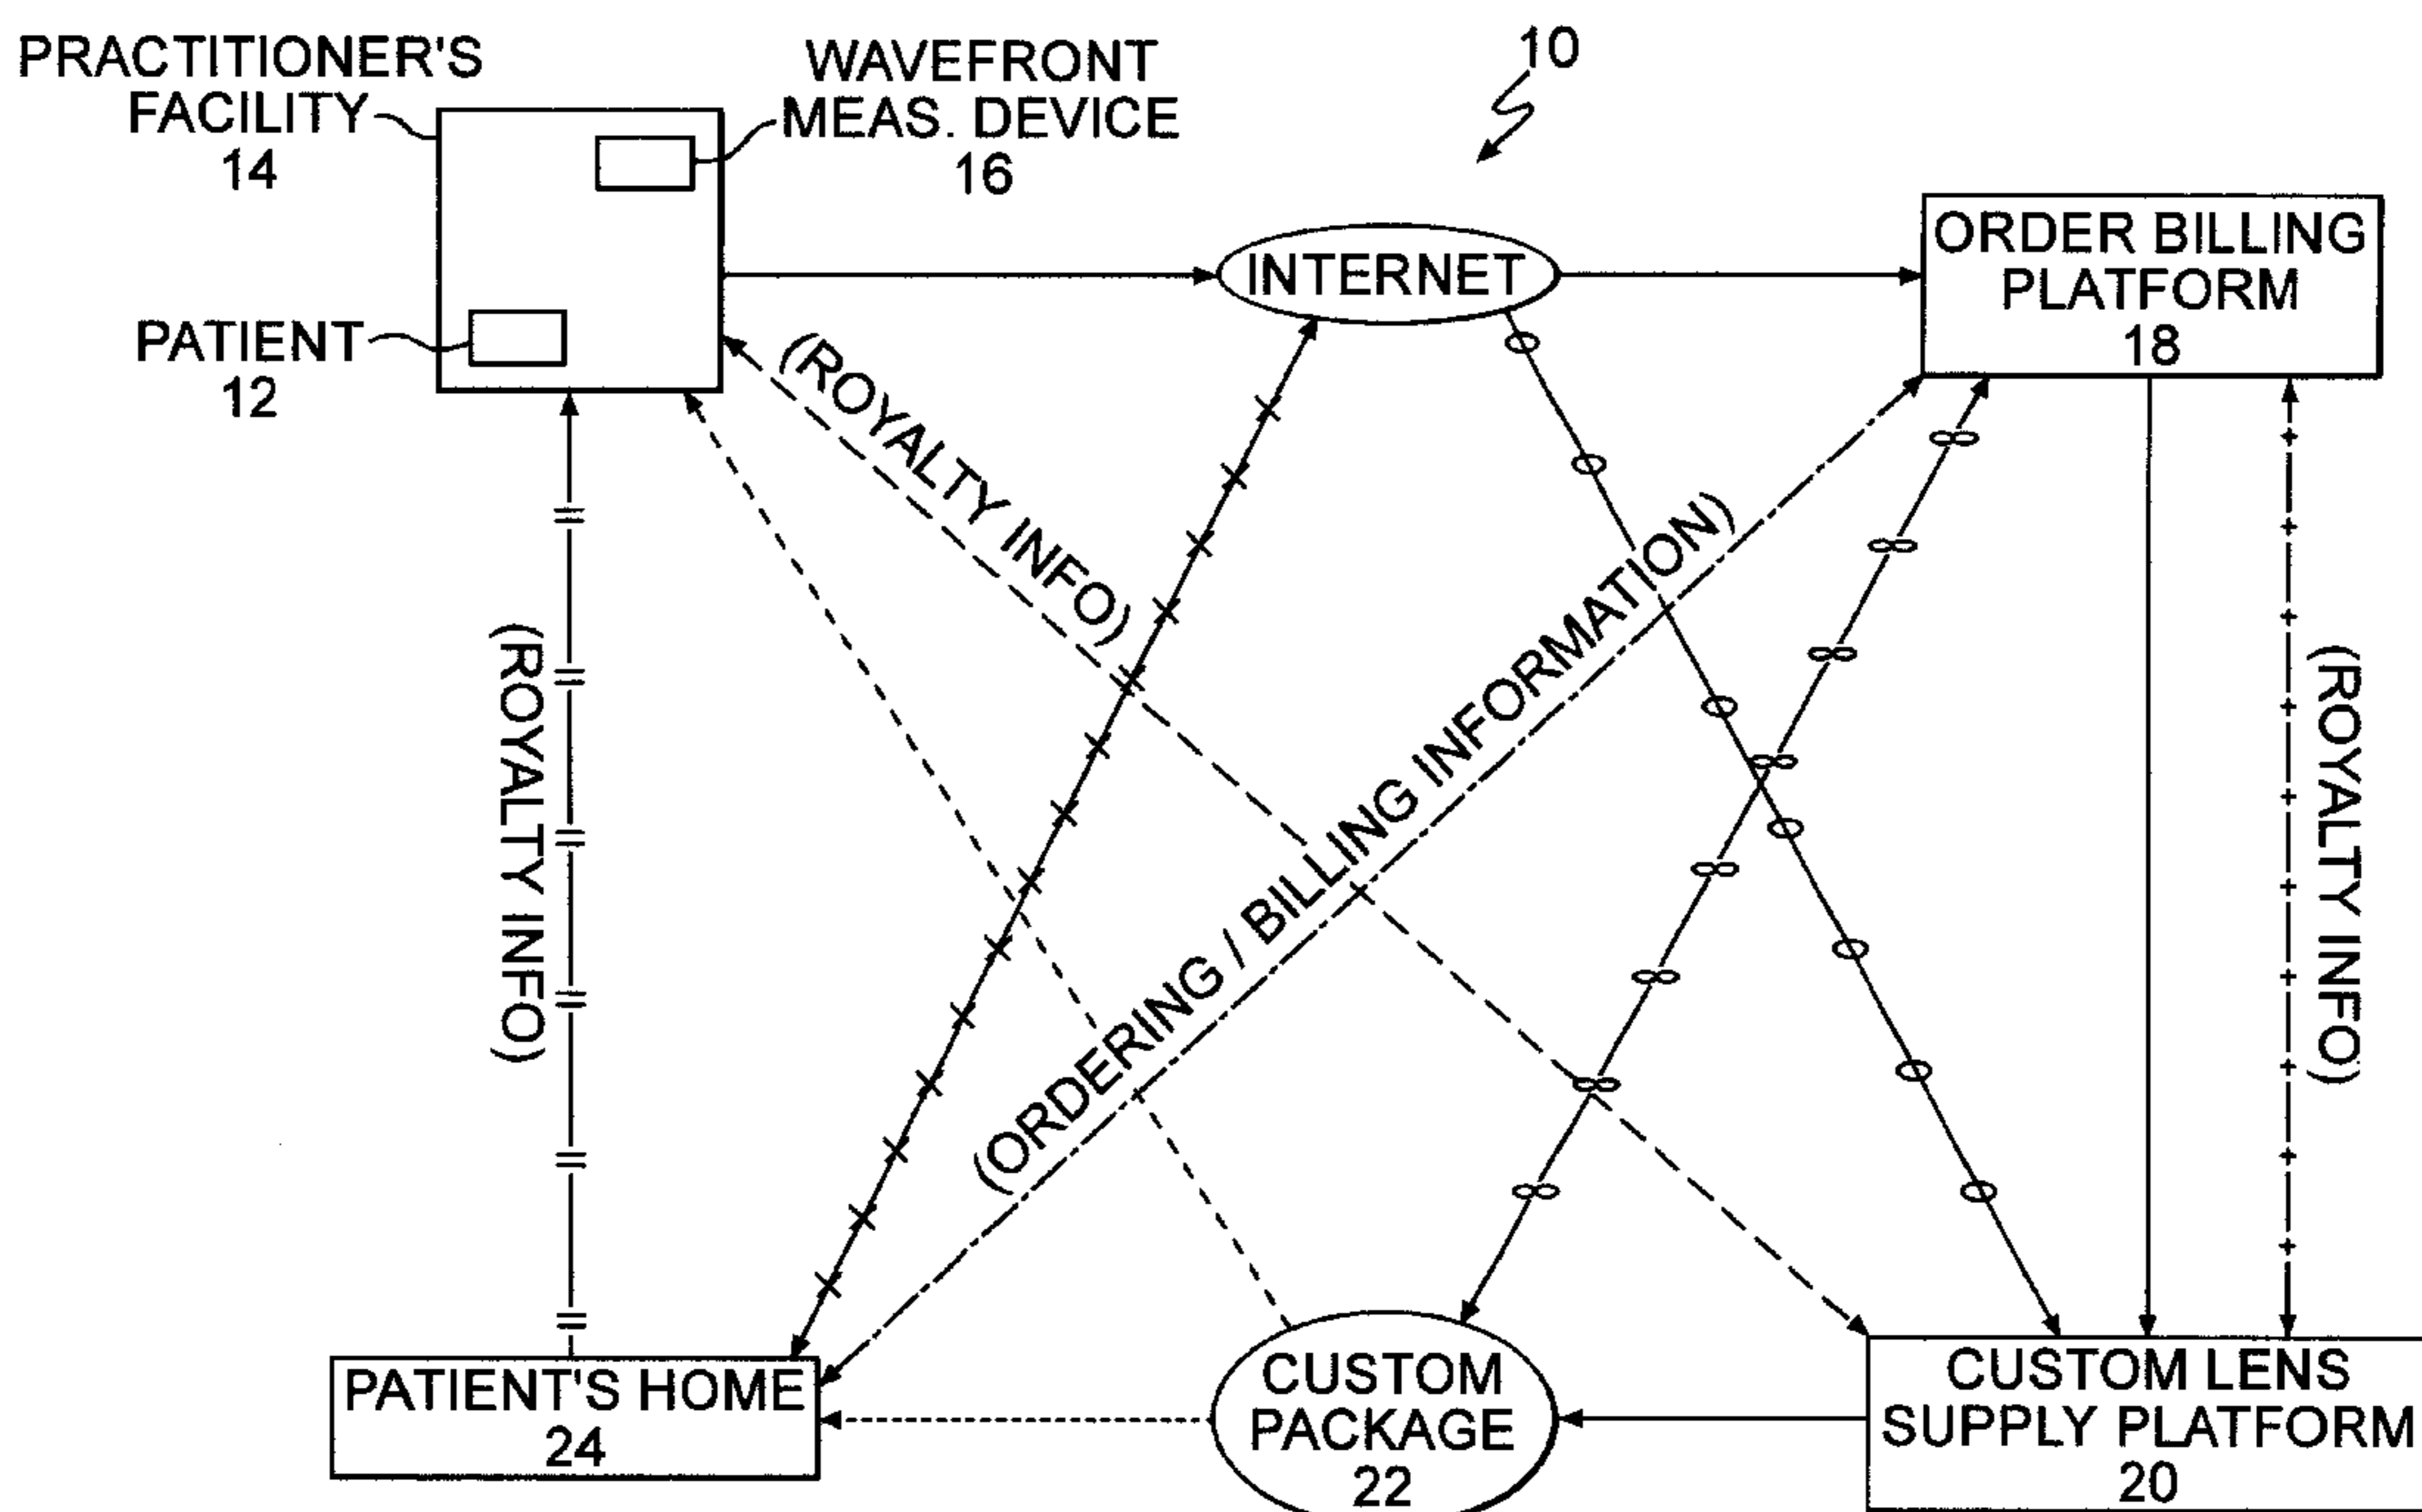 PRACTITIONER'S
FACILITY
14
WAVEFRONT
MEAS. DEVICE
16
10
PATIENT
12
INTERNET
ORDER BILLING
PLATFORM
18
(ROYALTY INFO)
(ROYALTY INFO)
(ORDERING / BILLING INFORMATION)
(ROYALTY INFO)
PATIENT'S HOME
24
CUSTOM
PACKAGE
22
CUSTOM LENS
SUPPLY PLATFORM
20